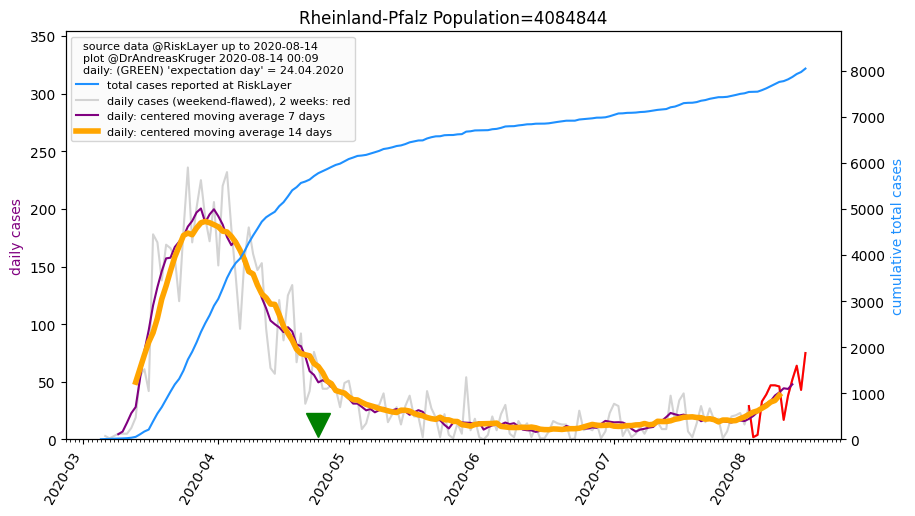 Rheinland-Pfalz Population=4084844
source data @RiskLayer up to 2020-08-14
plot @DrAndreasKruger 2020-08-14 00:09
daily: (GREEN) 'expectation day' = 24.04.2020
total cases reported at RiskLayer
daily cases (weekend-flawed), 2 weeks: red
daily: centered moving average 7 days
daily: centered moving average 14 days
daily cases
350
300
250
200
150
100
50
0
cumulative total cases
8000
7000
6000
5000
4000
3000
2000
1000
0
2020-03
2020-04
2020-05
2020-06
2020-07
2020-08